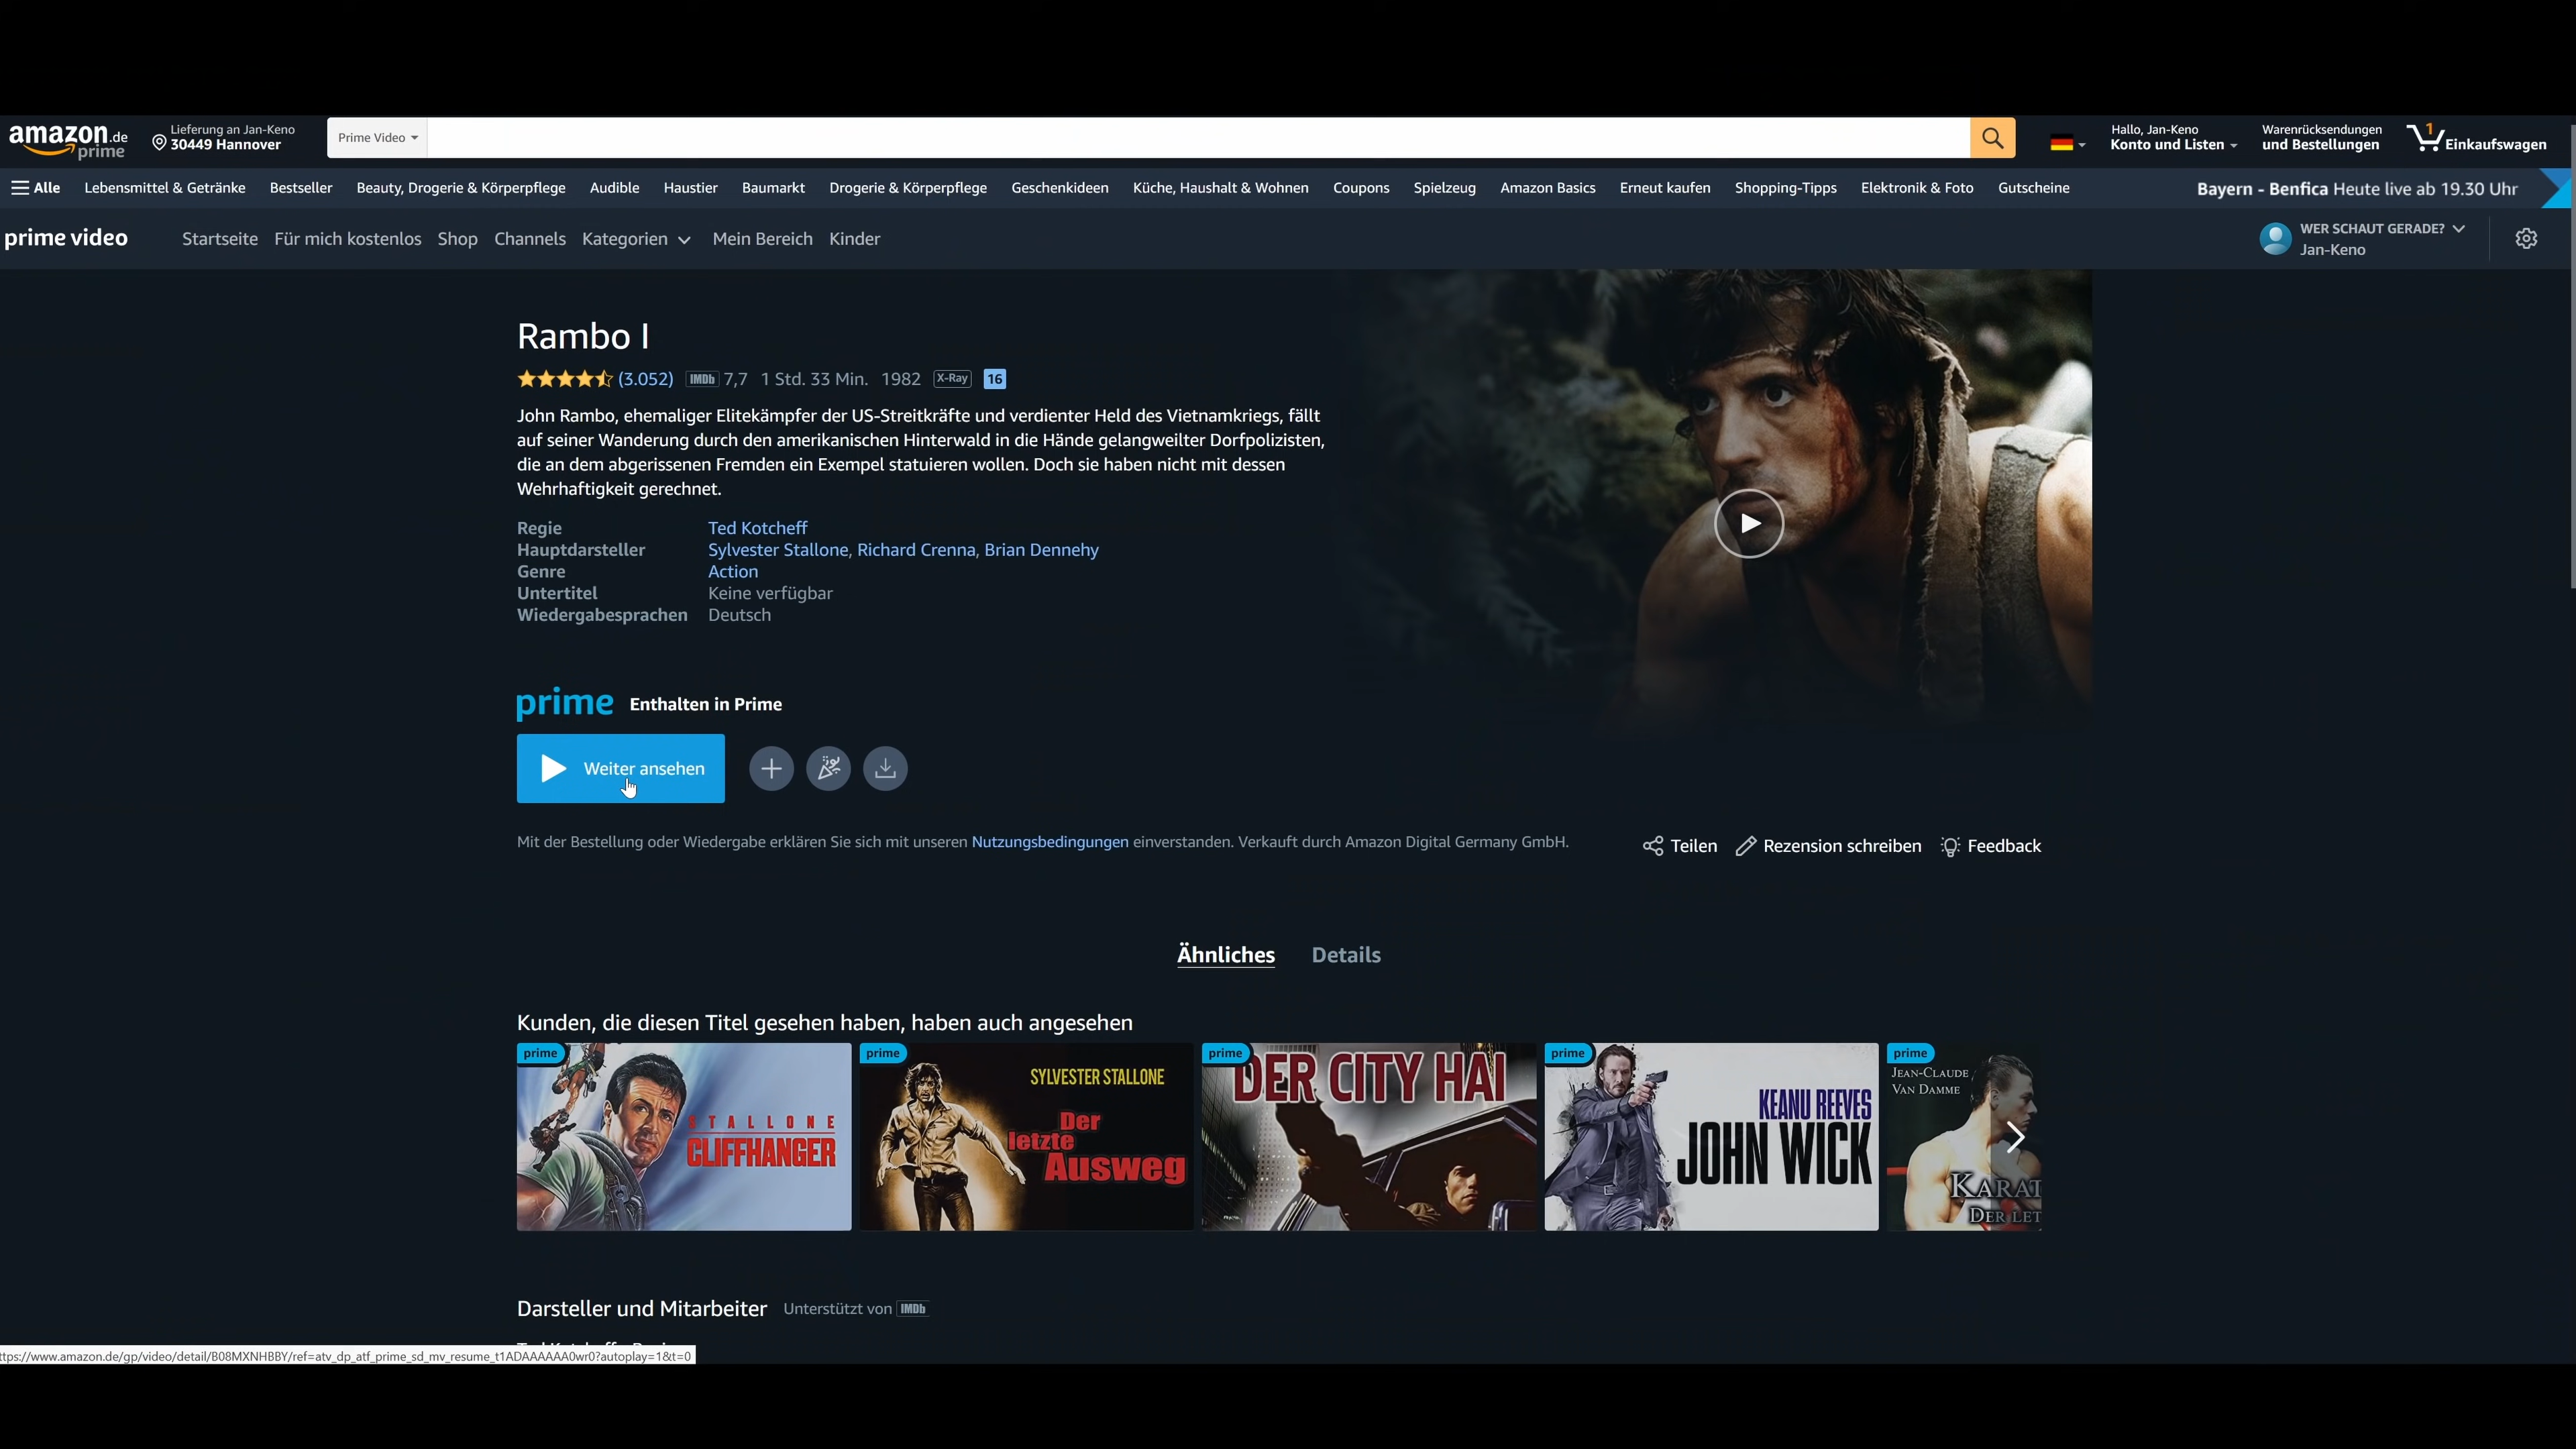 amazon.de
prime
Lieferung an Jan-Keno
30449 Hannover
Prime Video
Hallo, Jan-Keno
Konto und Listen
Warenrücksendungen
und Bestellungen
1
Einkaufswagen
Alle Lebensmittel & Getränke Bestseller Beauty, Drogerie & Körperpflege Audible Haustier Baumarkt Drogerie & Körperpflege Geschenkideen Küche, Haushalt & Wohnen Coupons Spielzeug Amazon Basics Erneut kaufen Shopping-Tipps Elektronik & Foto Gutscheine Bayern - Benfica Heute live ab 19.30 Uhr
prime video Startseite Für mich kostenlos Shop Channels Kategorien Mein Bereich Kinder
WER SCHAUT GERADE?
Jan-Keno
Rambo I
(3.052) IMDb 7,7 1 Std. 33 Min. 1982 X-Ray 16
John Rambo, ehemaliger Elitekämpfer der US-Streitkräfte und verdienter Held des Vietnamkriegs, fällt
auf seiner Wanderung durch den amerikanischen Hinterwald in die Hände gelangweilter Dorfpolizisten,
die an dem abgerissenen Fremden ein Exempel statuieren wollen. Doch sie haben nicht mit dessen
Wehrhaftigkeit gerechnet.
Regie Ted Kotcheff
Hauptdarsteller Sylvester Stallone, Richard Crenna, Brian Dennehy
Genre Action
Untertitel Keine verfügbar
Wiedergabesprachen Deutsch
prime Enthalten in Prime
Weiter ansehen
Mit der Bestellung oder Wiedergabe erklären Sie sich mit unseren Nutzungsbedingungen einverstanden. Verkauft durch Amazon Digital Germany GmbH.
Teilen Rezension schreiben Feedback
Ähnliches Details
Kunden, die diesen Titel gesehen haben, haben auch angesehen
prime
STALLONE
CLIFFHANGER
prime
SYLVESTER STALLONE
Der
letzte
Ausweg
prime
DER CITY HAI
prime
KEANU REEVES
JOHN WICK
prime
JEAN-CLAUDE
VAN DAMME
KARAT
DER LET
Darsteller und Mitarbeiter Unterstützt von IMDb
ttps://www.amazon.de/gp/video/detail/B08MXNHBBY/ref=atv_dp_atf_prime_sd_mv_resume_t1ADAAAAAA0wr0?autoplay=1&t=0